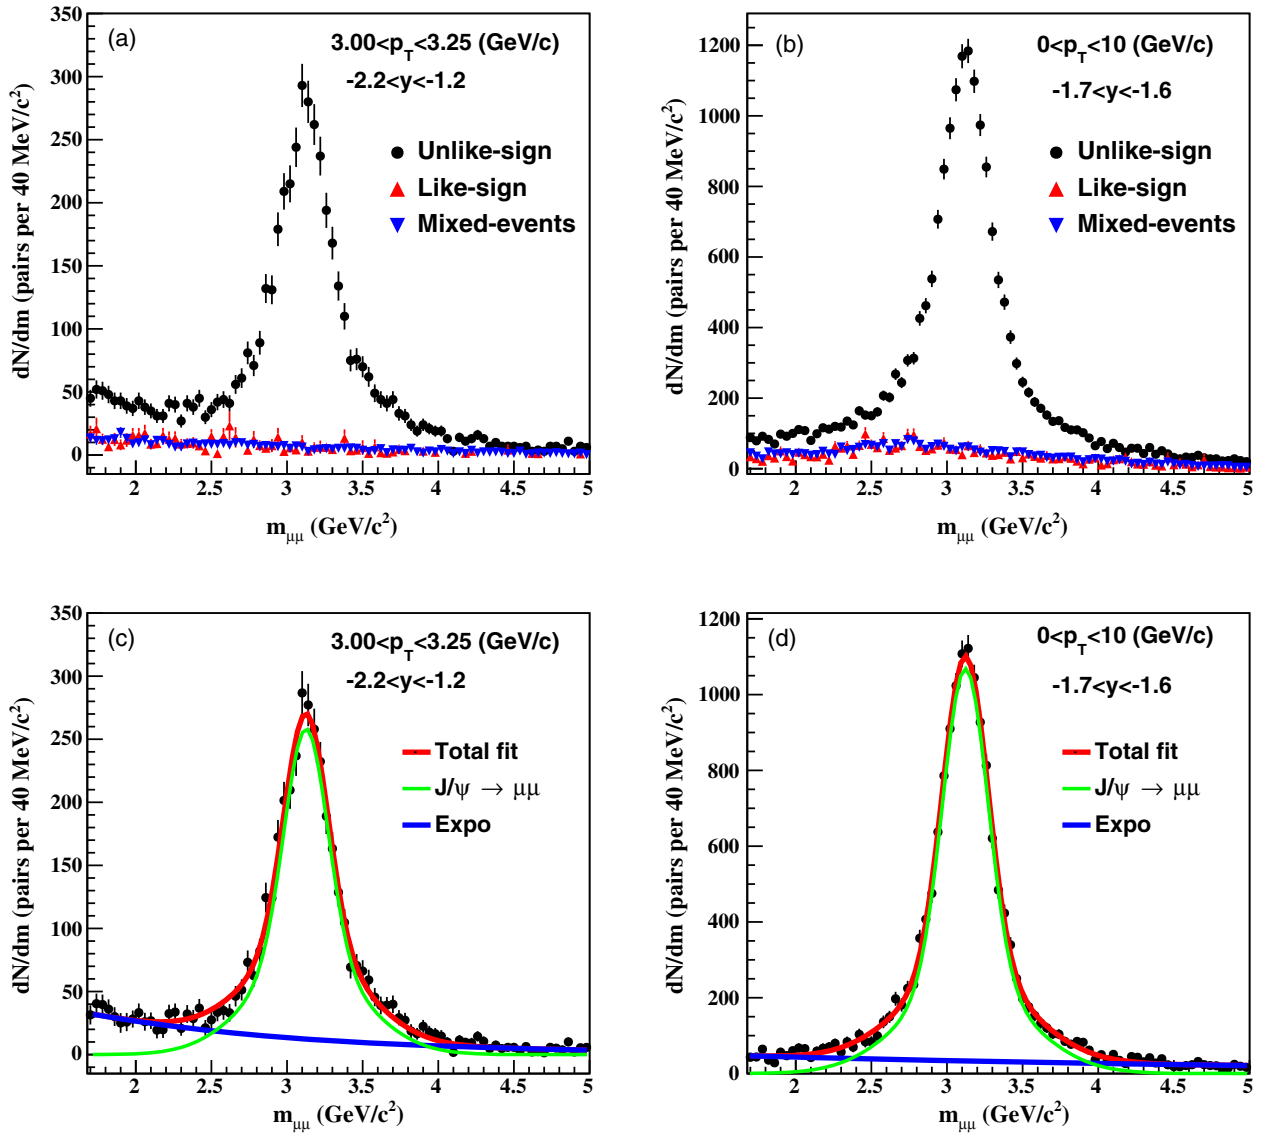 (a)
3.00<p_T<3.25 (GeV/c)
-2.2<y<-1.2
Unlike-sign
Like-sign
Mixed-events
dN/dm (pairs per 40 MeV/c²)
350
300
250
200
150
100
50
0
2 2.5 3 3.5 4 4.5 5
m_μμ (GeV/c²)
(b)
0<p_T<10 (GeV/c)
-1.7<y<-1.6
Unlike-sign
Like-sign
Mixed-events
dN/dm (pairs per 40 MeV/c²)
1200
1000
800
600
400
200
0
2 2.5 3 3.5 4 4.5 5
m_μμ (GeV/c²)
(c)
3.00<p_T<3.25 (GeV/c)
-2.2<y<-1.2
Total fit
J/ψ → μμ
Expo
dN/dm (pairs per 40 MeV/c²)
350
300
250
200
150
100
50
0
2 2.5 3 3.5 4 4.5 5
m_μμ (GeV/c²)
(d)
0<p_T<10 (GeV/c)
-1.7<y<-1.6
Total fit
J/ψ → μμ
Expo
dN/dm (pairs per 40 MeV/c²)
1200
1000
800
600
400
200
0
2 2.5 3 3.5 4 4.5 5
m_μμ (GeV/c²)